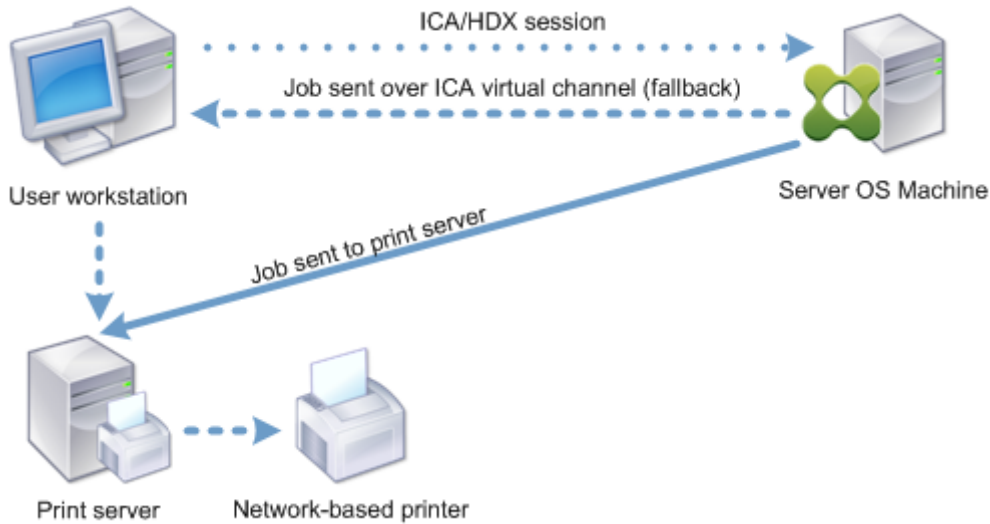 ICA/HDX session
Job sent over ICA virtual channel (fallback)
User workstation
Server OS Machine
Job sent to print server
Print server
Network-based printer